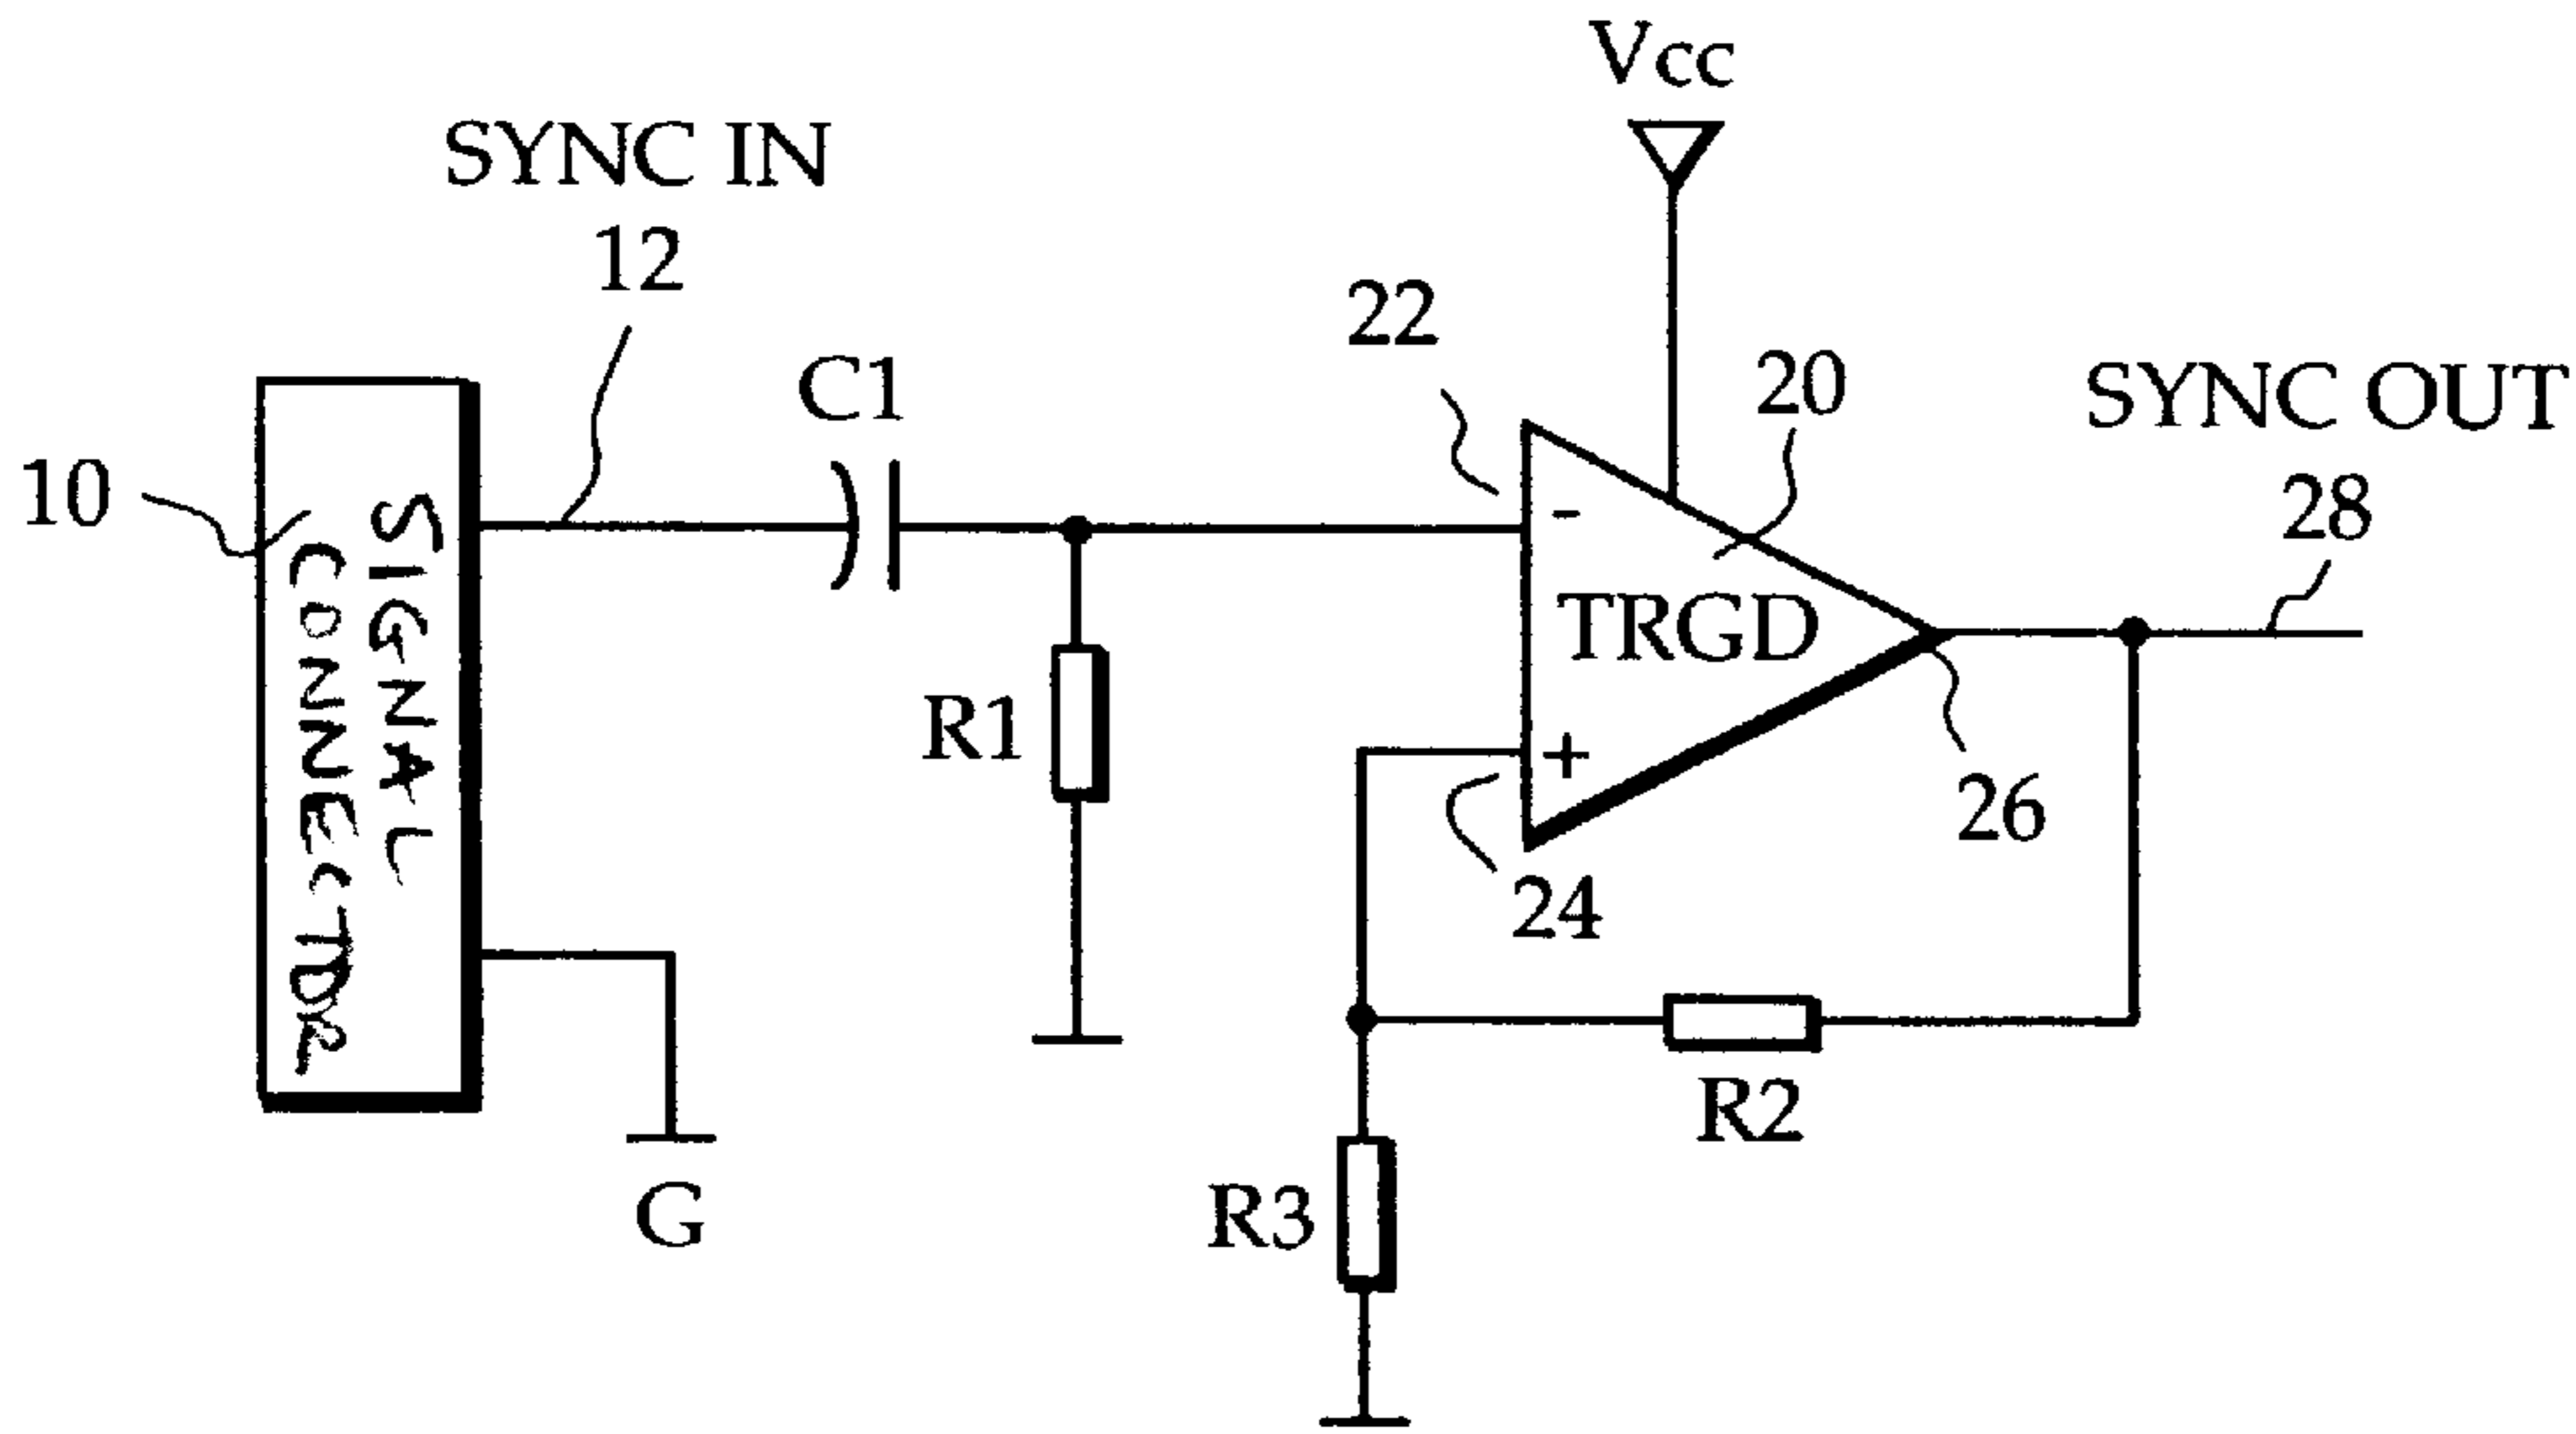 Vcc
SYNC IN
12
22
20
SYNC OUT
28
C1
10
SIGNAL
CONNECTOR
-
TRGD
R1
+
26
24
R2
R3
G